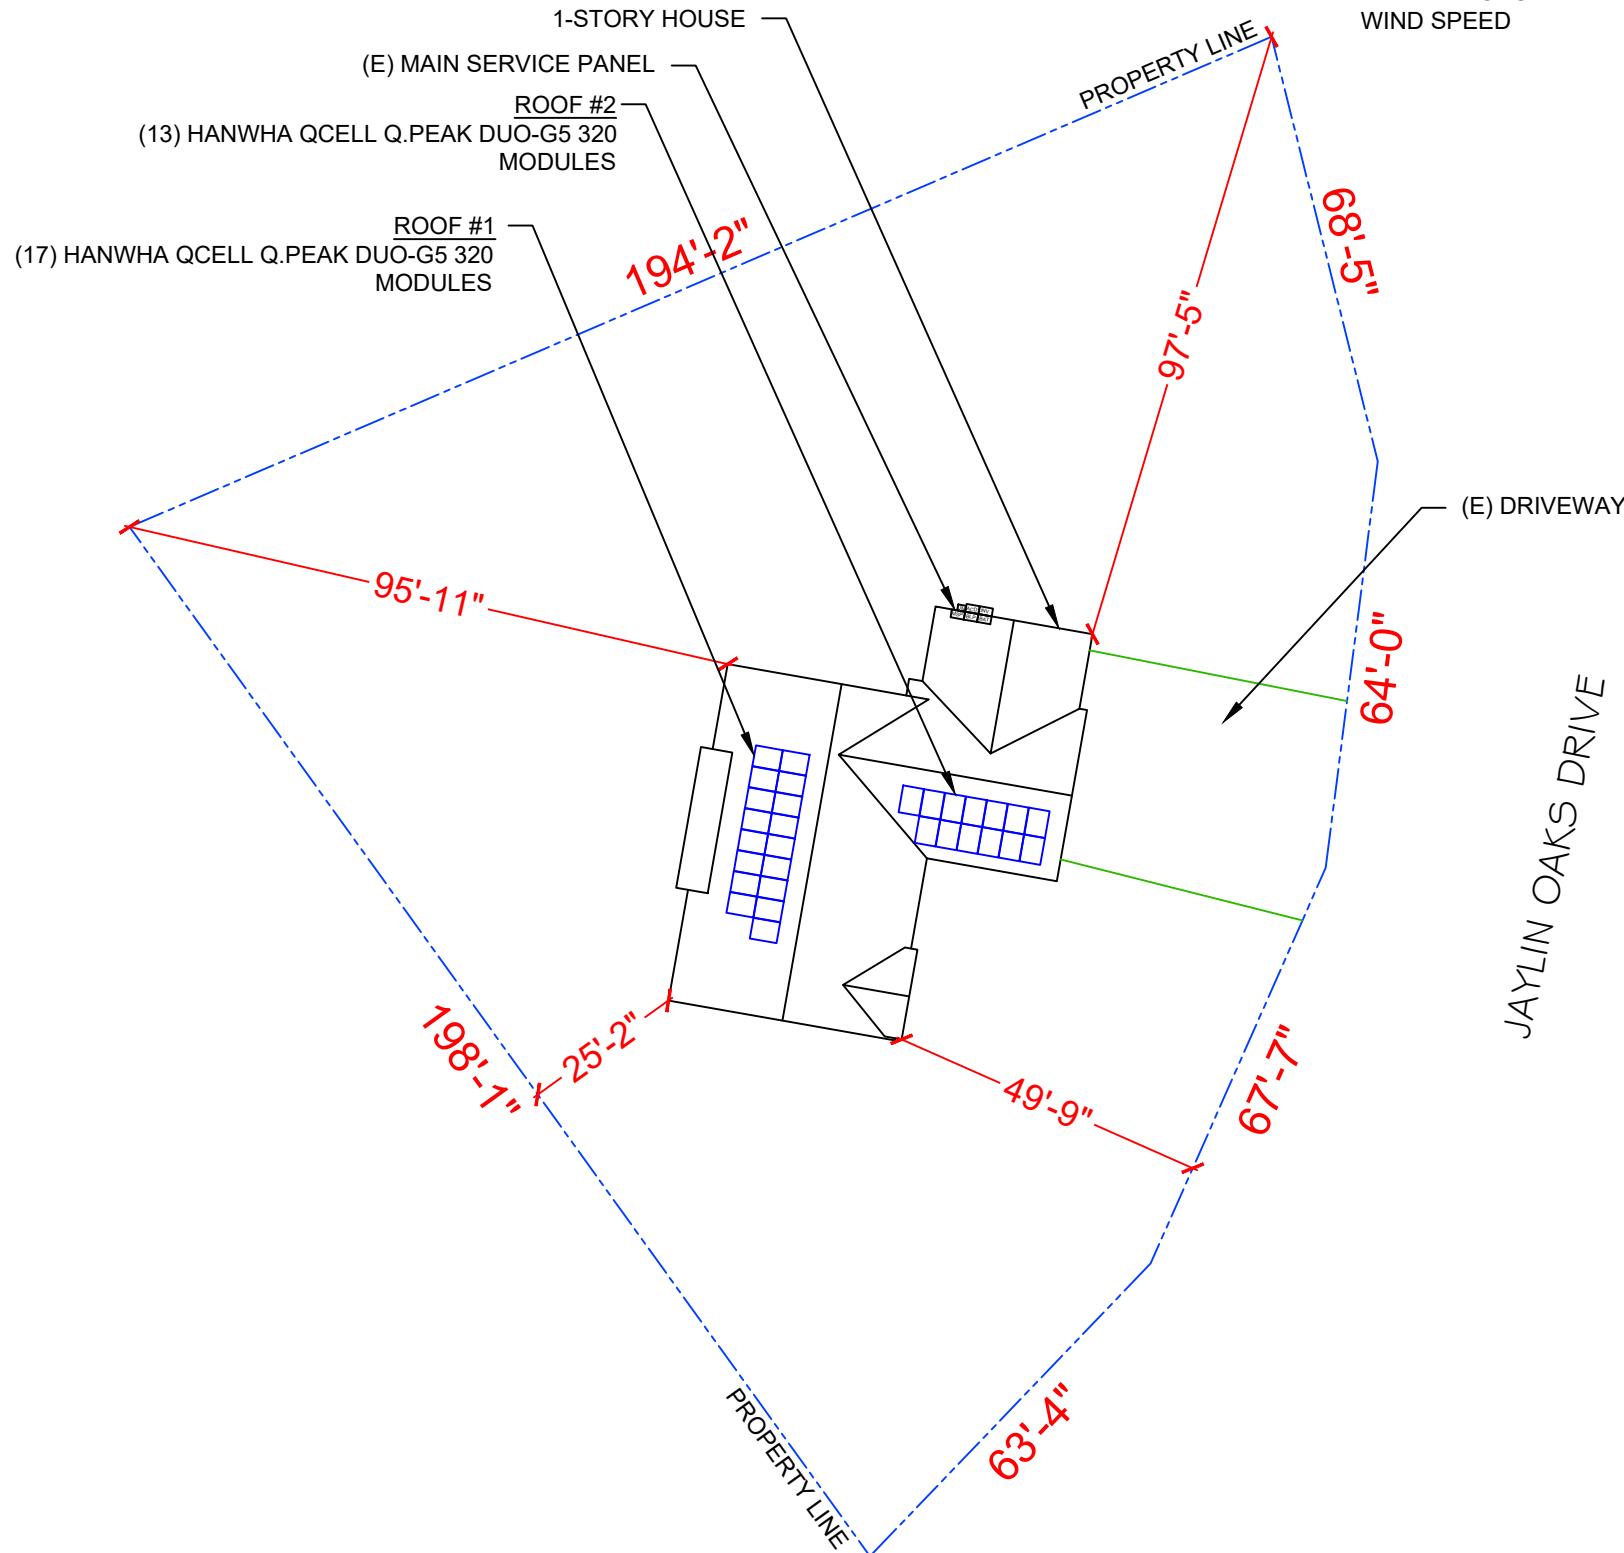 1-STORY HOUSE
WIND SPEED
PROPERTY LINE
(E) MAIN SERVICE PANEL
ROOF #2
(13) HANWHA QCELL Q.PEAK DUO-G5 320
MODULES
ROOF #1
(17) HANWHA QCELL Q.PEAK DUO-G5 320
MODULES
194'-2"
68'-5"
97'-5"
(E) DRIVEWAY
95'-11"
64'-0"
JAYLIN OAKS DRIVE
25'-2"
198'-1"
49'-9"
67'-7"
63'-4"
PROPERTY LINE